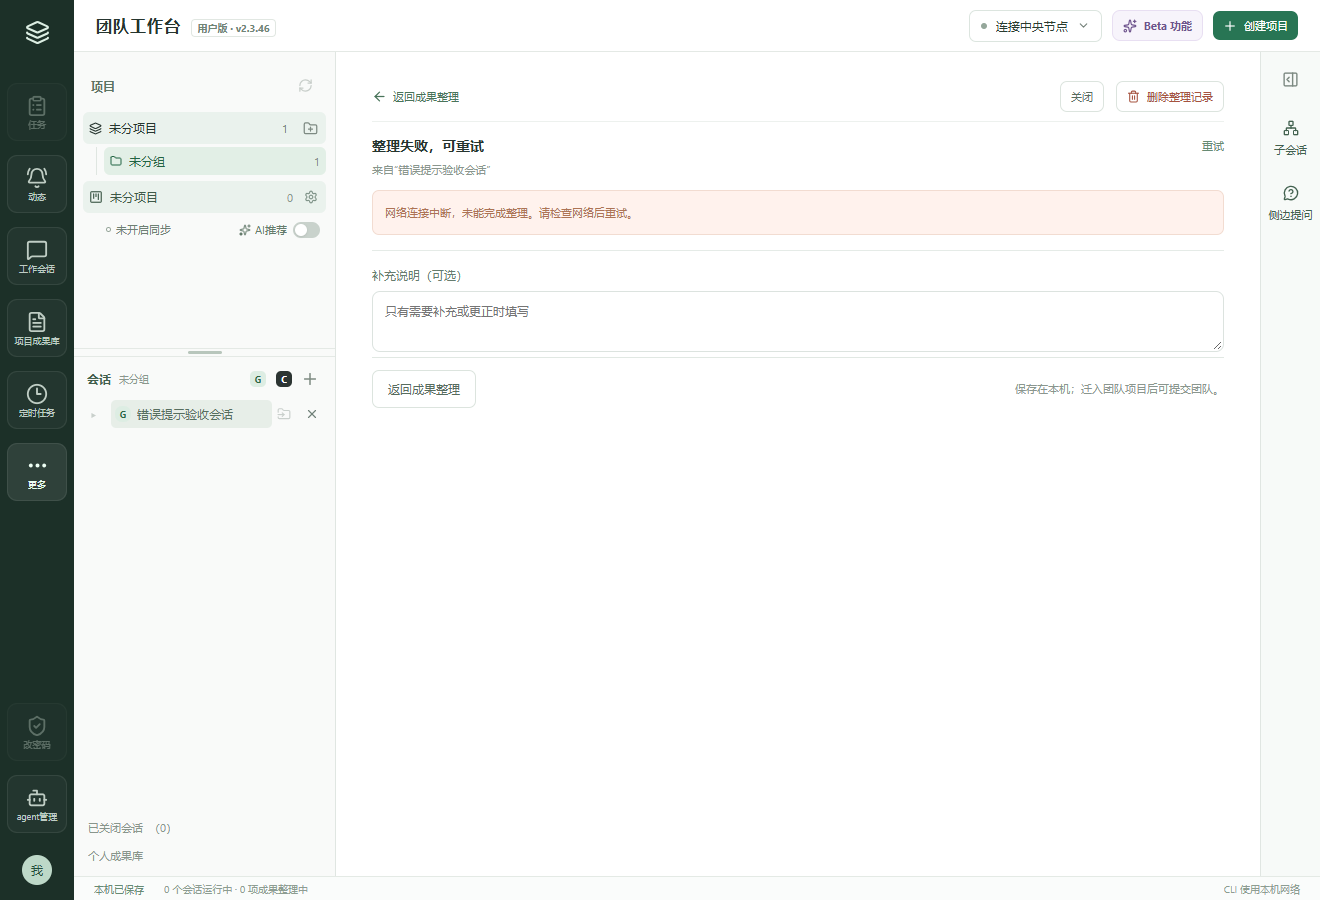 团队工作台
用户版 · v2.3.46
连接中央节点
Beta 功能
创建项目
任务
动态
工作会话
项目成果库
定时任务
更多
改密码
agent管理
我
项目
未分项目 1
未分组 1
未分项目 0
未开启同步 AI推荐
会话 未分组 G C
G 错误提示验收会话
已关闭会话 (0)
个人成果库
返回成果整理
关闭
删除整理记录
整理失败，可重试
重试
来自“错误提示验收会话”
网络连接中断，未能完成整理。请检查网络后重试。
补充说明（可选）
只有需要补充或更正时填写
返回成果整理
保存在本机；迁入团队项目后可提交团队。
子会话
侧边提问
本机已保存 0 个会话运行中 · 0 项成果整理中
CLI 使用本机网络